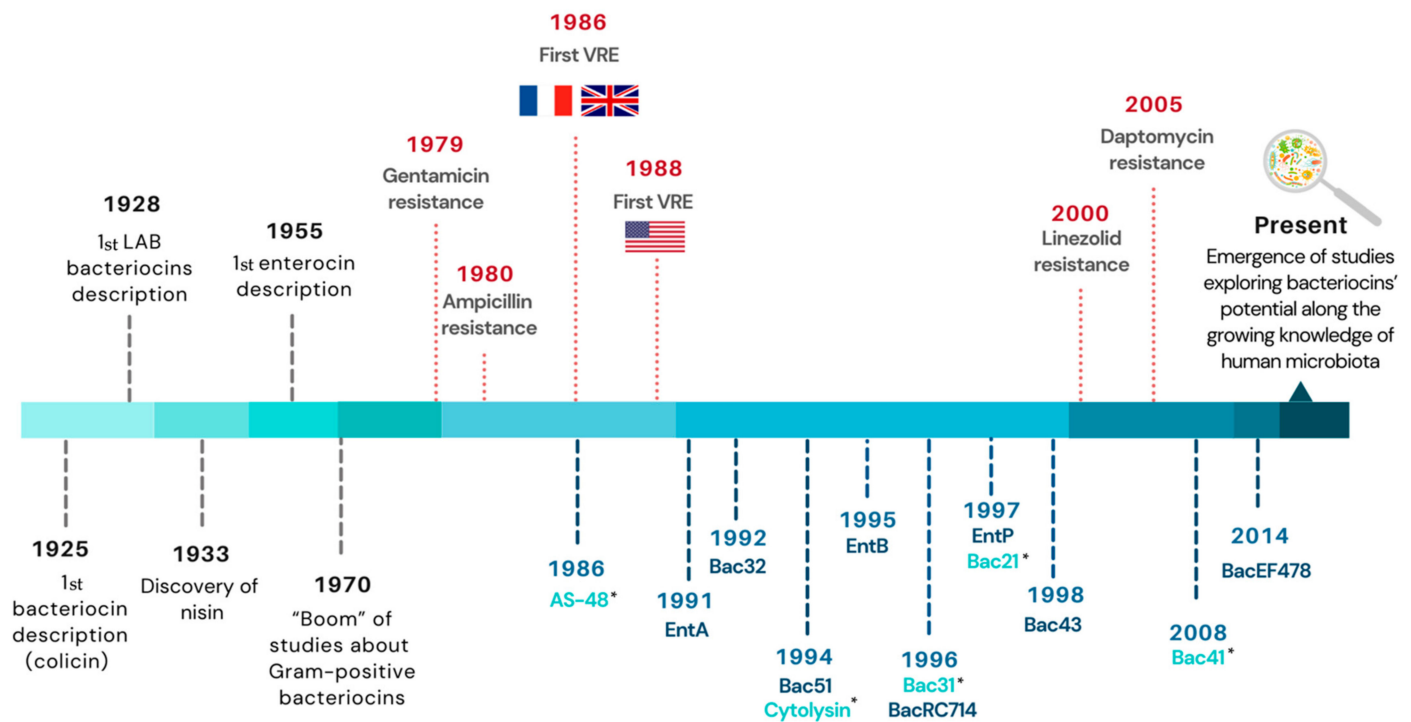 1986
First VRE
1979
Gentamicin
resistance
1988
First VRE
2005
Daptomycin
resistance
1928
1st LAB
bacteriocins
description
1955
1st enterocin
description
1980
Ampicillin
resistance
2000
Linezolid
resistance
Present
Emergence of studies
exploring bacteriocins'
potential along the
growing knowledge of
human microbiota
1925
1st
bacteriocin
description
(colicin)
1933
Discovery of
nisin
1970
“Boom” of
studies about
Gram-positive
bacteriocins
1986
AS-48*
1991
EntA
1992
Bac32
1994
Bac51
Cytolysin*
1995
EntB
1996
Bac31*
BacRC714
1997
EntP
Bac21*
1998
Bac43
2008
Bac41*
2014
BacEF478